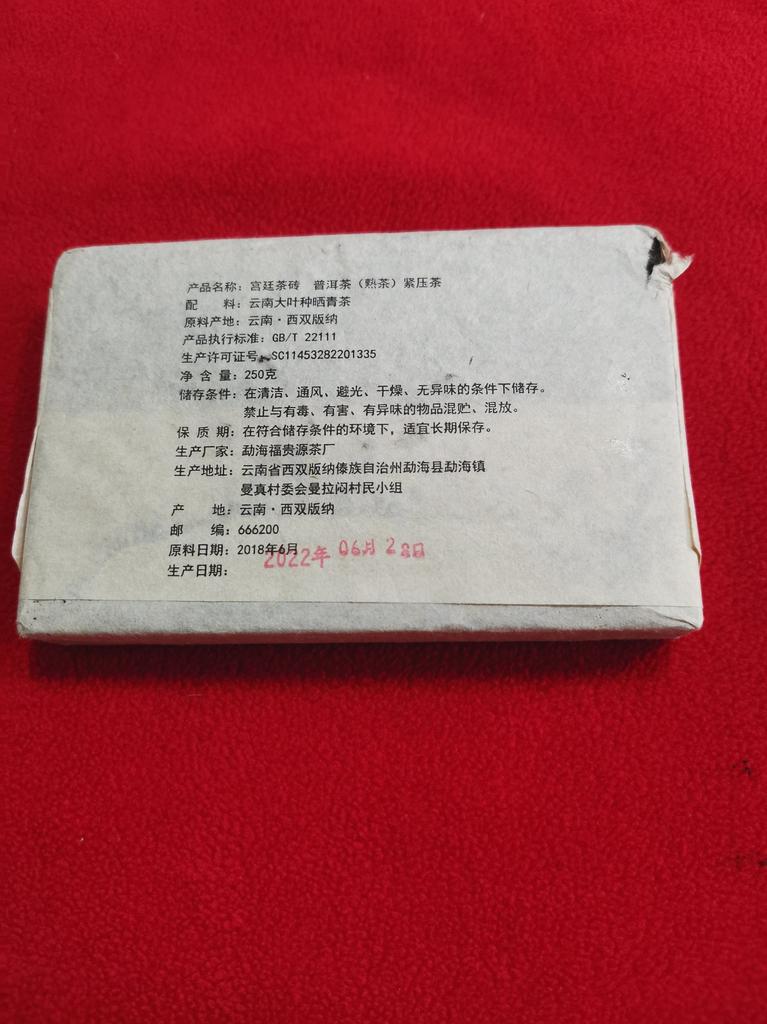 产品名称：宫廷茶砖 普洱茶（熟茶）紧压茶
配 料：云南大叶种晒青茶
原料产地：云南·西双版纳
产品执行标准：GB/T 22111
生产许可证号：SC11453282201335
净 含 量：250克
储存条件：在清洁、通风、避光、干燥、无异味的条件下储存。
禁止与有毒、有害、有异味的物品混贮、混放。
保 质 期：在符合储存条件的环境下，适宜长期保存。
生产厂家：勐海福贵源茶厂
生产地址：云南省西双版纳傣族自治州勐海县勐海镇
曼真村委会曼拉闷村民小组
产 地：云南·西双版纳
邮 编：666200
原料日期：2018年6月
生产日期：2022年06月28日